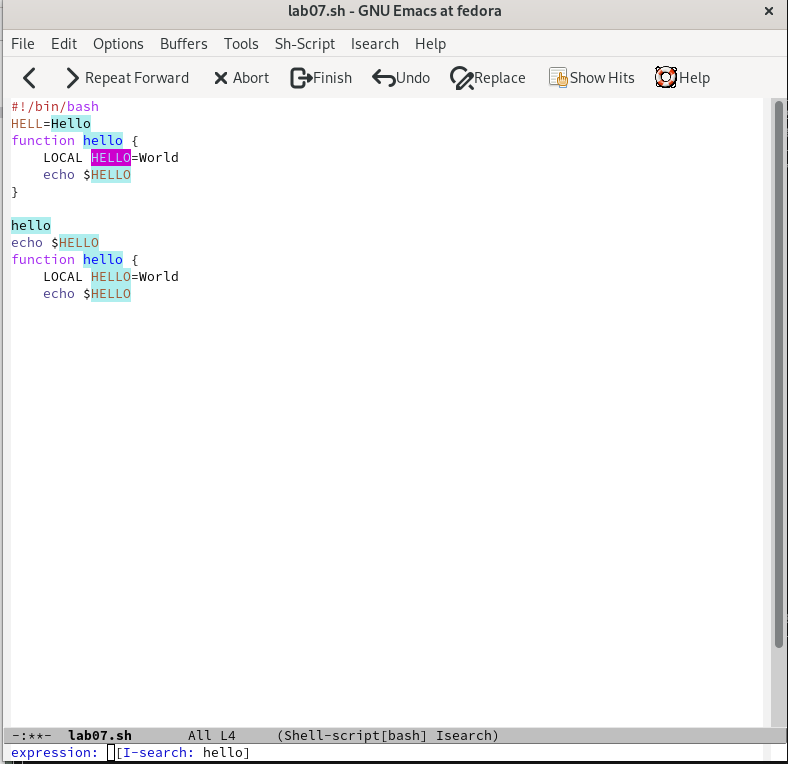 lab07.sh - GNU Emacs at fedora ×
File Edit Options Buffers Tools Sh-Script Isearch Help
Repeat Forward Abort Finish Undo Replace Show Hits Help
#!/bin/bash
HELL=Hello
function hello {
    LOCAL HELLO=World
    echo $HELLO
}
hello
echo $HELLO
function hello {
    LOCAL HELLO=World
    echo $HELLO
-:**-  lab07.sh       All L4     (Shell-script[bash] Isearch)
expression: [I-search: hello]